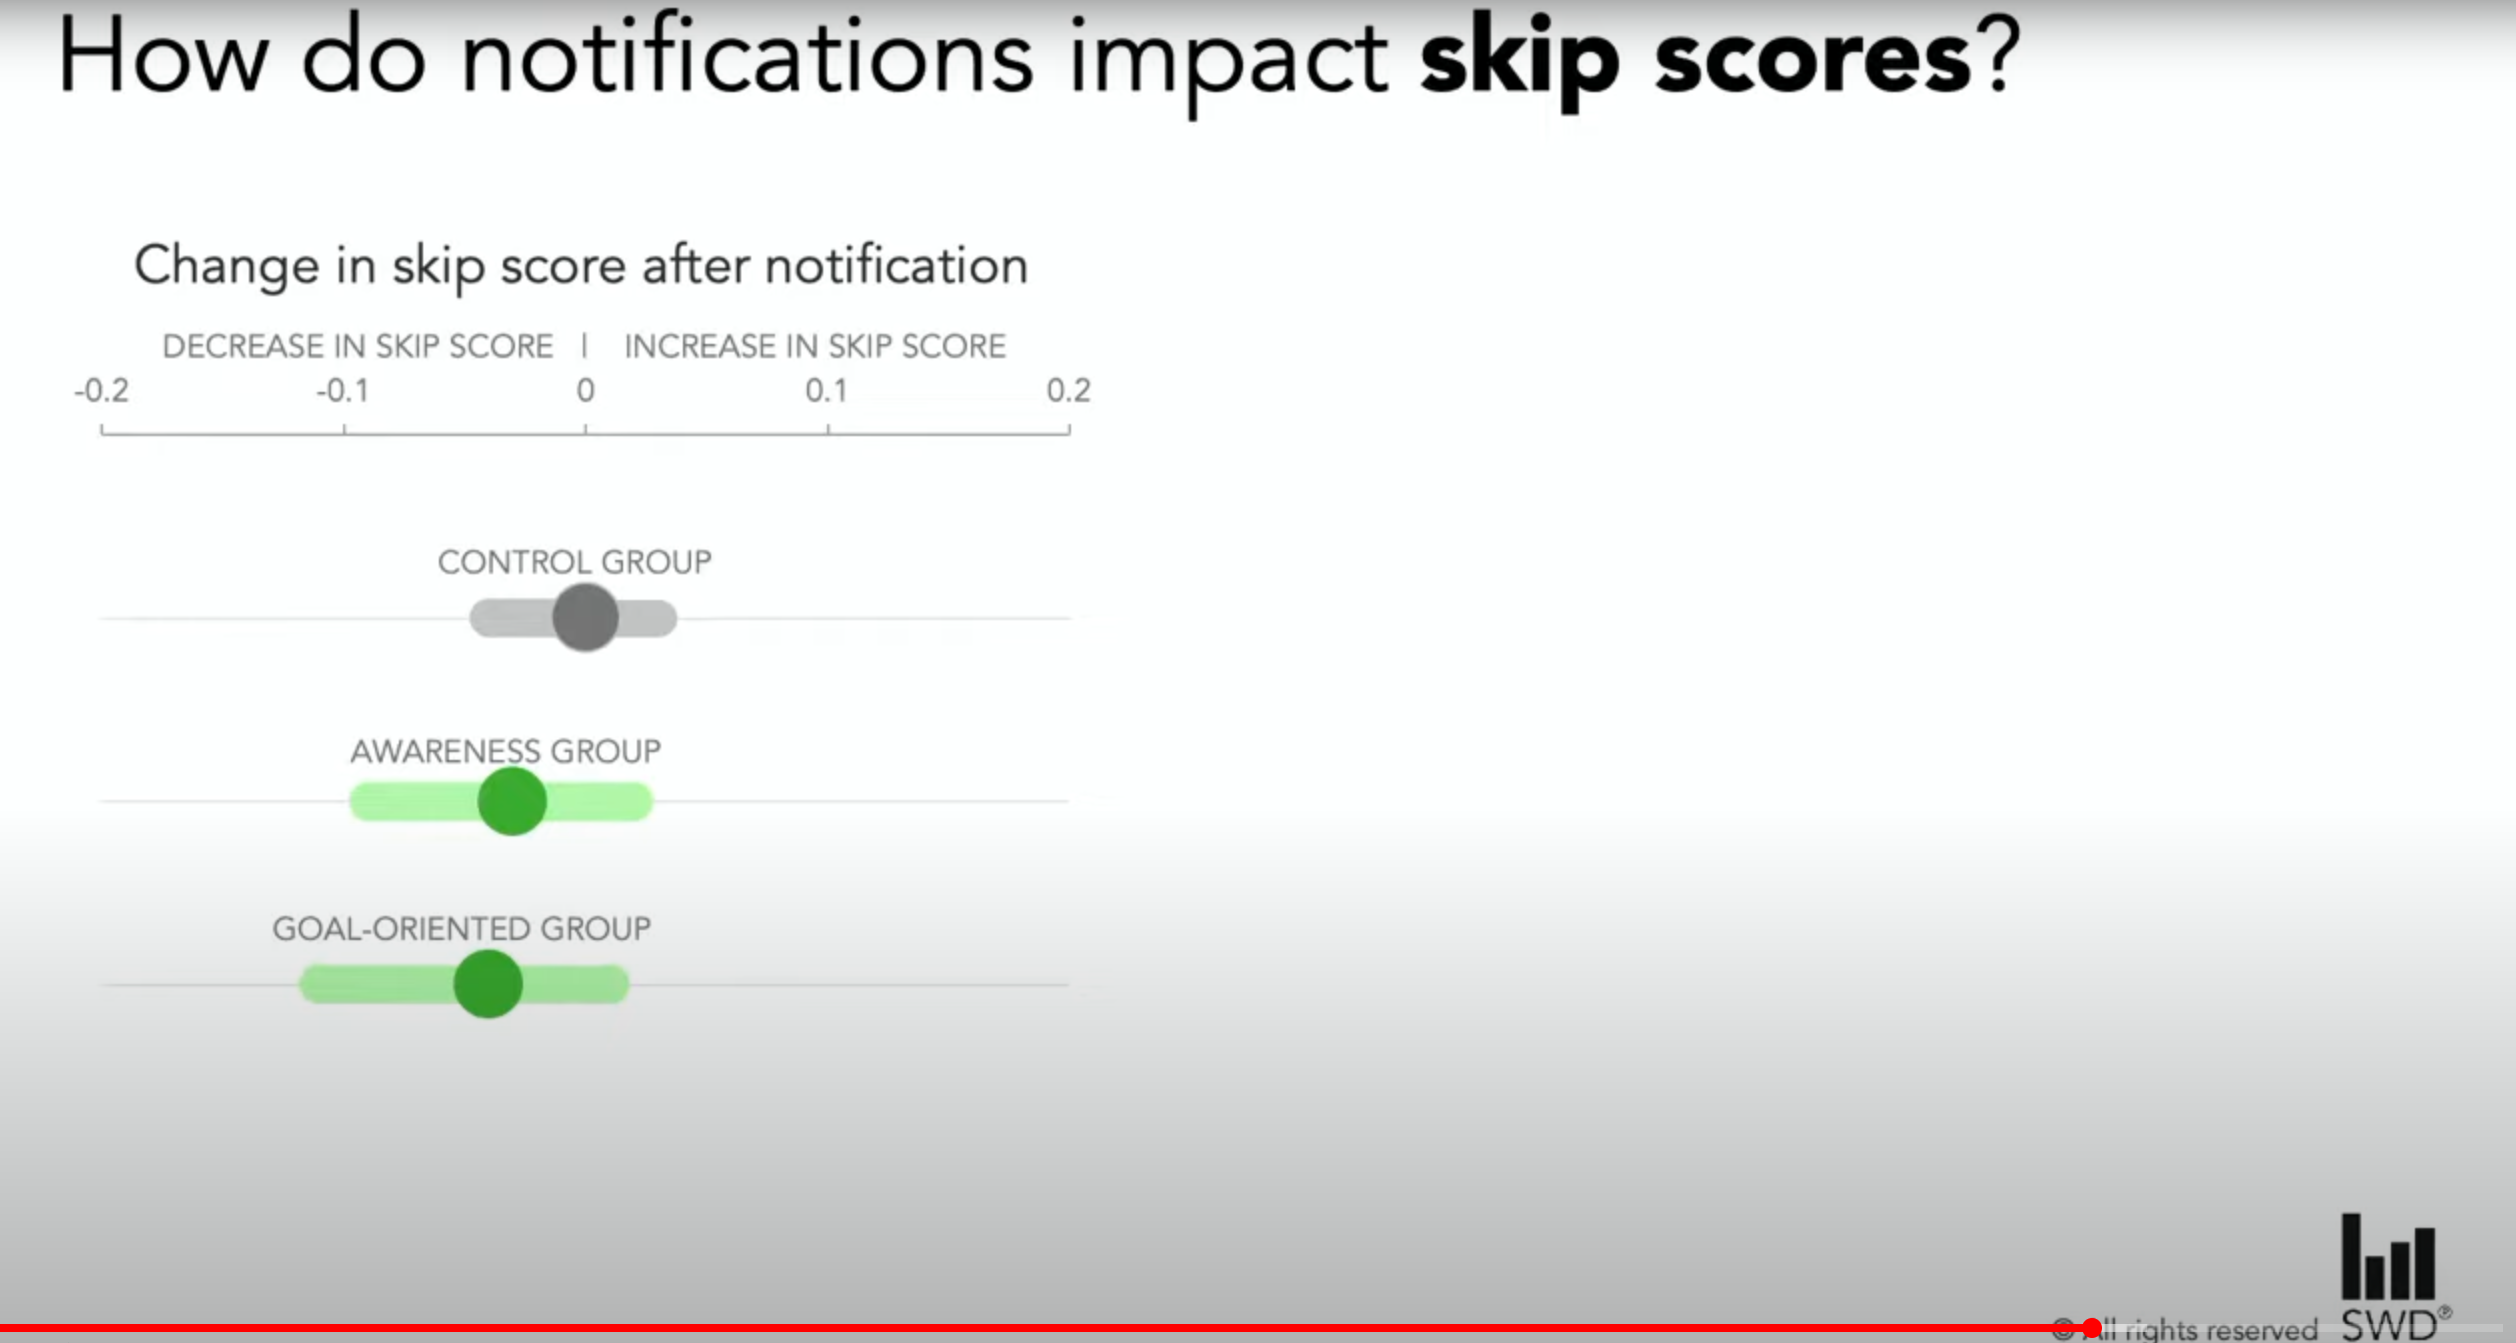 How do notifications impact skip scores?
Change in skip score after notification
DECREASE IN SKIP SCORE | INCREASE IN SKIP SCORE
-0.2 -0.1 0 0.1 0.2
CONTROL GROUP
AWARENESS GROUP
GOAL-ORIENTED GROUP
© All rights reserved SWD®